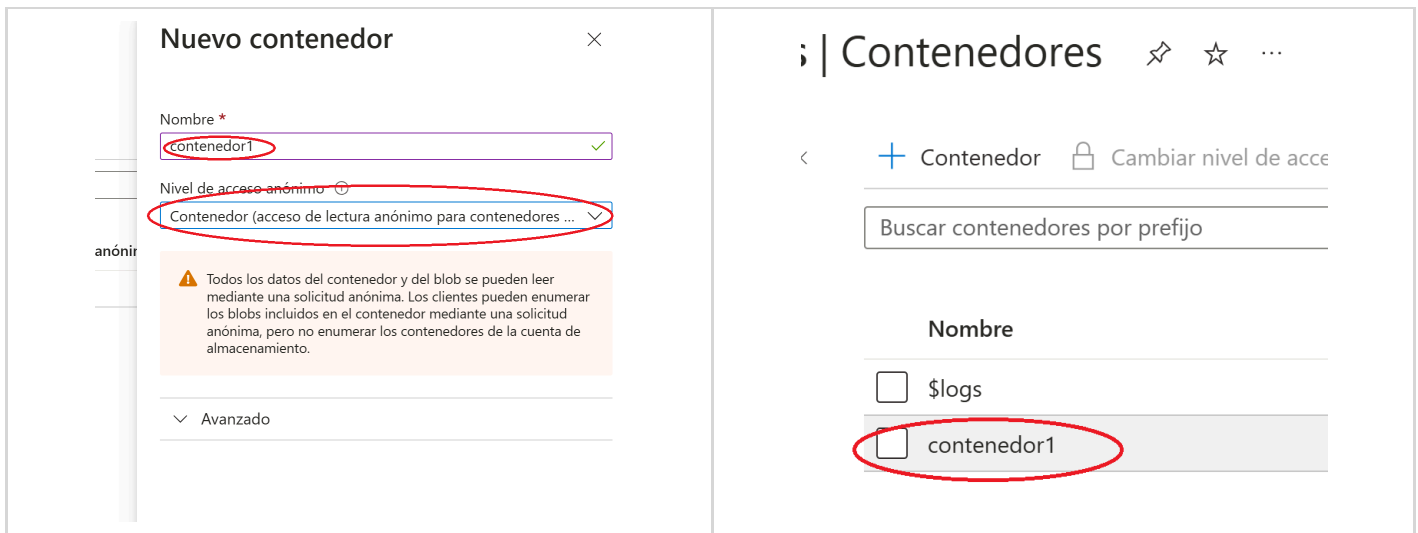 Nuevo contenedor
Nombre *
contenedor1
Nivel de acceso anónimo
Contenedor (acceso de lectura anónimo para contenedores ...
Todos los datos del contenedor y del blob se pueden leer
mediante una solicitud anónima. Los clientes pueden enumerar
los blobs incluidos en el contenedor mediante una solicitud
anónima, pero no enumerar los contenedores de la cuenta de
almacenamiento.
Avanzado
| Contenedores
Contenedor
Cambiar nivel de acce
Buscar contenedores por prefijo
Nombre
$logs
contenedor1